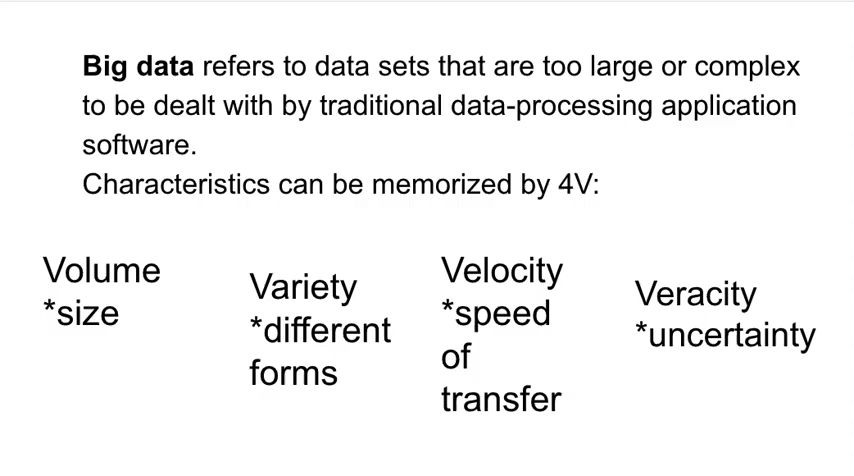 Big data refers to data sets that are too large or complex
to be dealt with by traditional data-processing application
software.
Characteristics can be memorized by 4V:
Volume
*size
Variety
*different
forms
Velocity
*speed
of
transfer
Veracity
*uncertainty